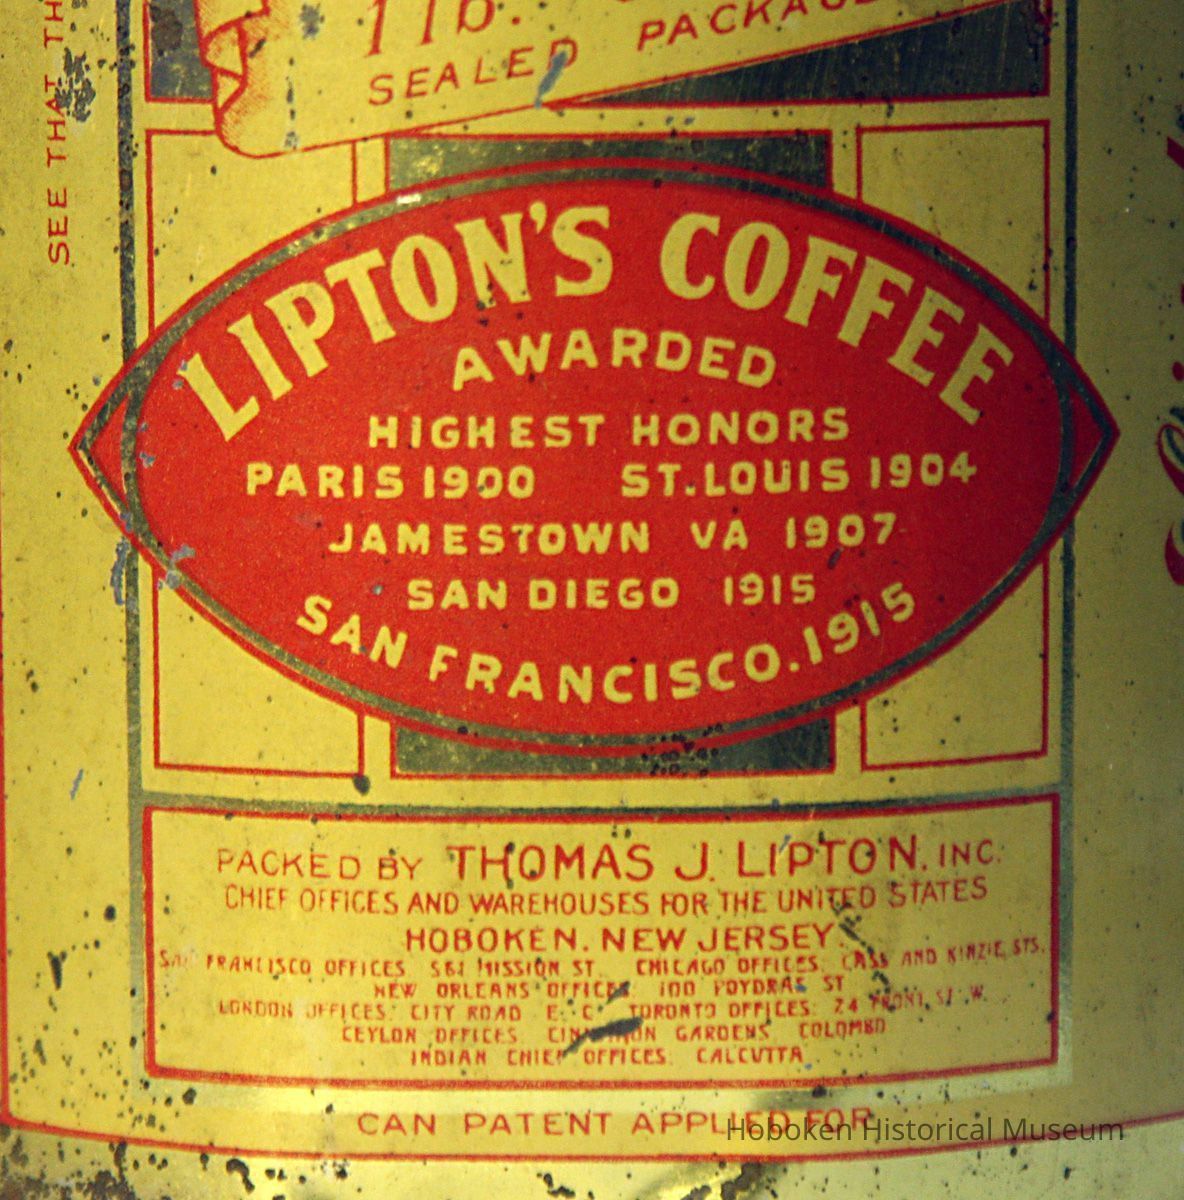 1 lb.
SEALED PACKAGE
SEE THAT TH
LIPTON'S COFFEE
AWARDED
HIGHEST HONORS
PARIS 1900 ST. LOUIS 1904
JAMESTOWN VA 1907
SAN DIEGO 1915
SAN FRANCISCO. 1915
PACKED BY THOMAS J. LIPTON. INC.
CHIEF OFFICES AND WAREHOUSES FOR THE UNITED STATES
HOBOKEN. NEW JERSEY.
SAN FRANCISCO OFFICES. 561 MISSION ST. CHICAGO OFFICES. CASS AND KINZIE STS.
NEW ORLEANS OFFICES 100 POYDRAS ST
LONDON OFFICES. CITY ROAD E. C. TORONTO OFFICES. 24 FRONT ST. W.
CEYLON OFFICES. CINNAMON GARDENS COLOMBO
INDIAN CHIEF OFFICES. CALCUTTA
CAN PATENT APPLIED FOR
Hoboken Historical Museum